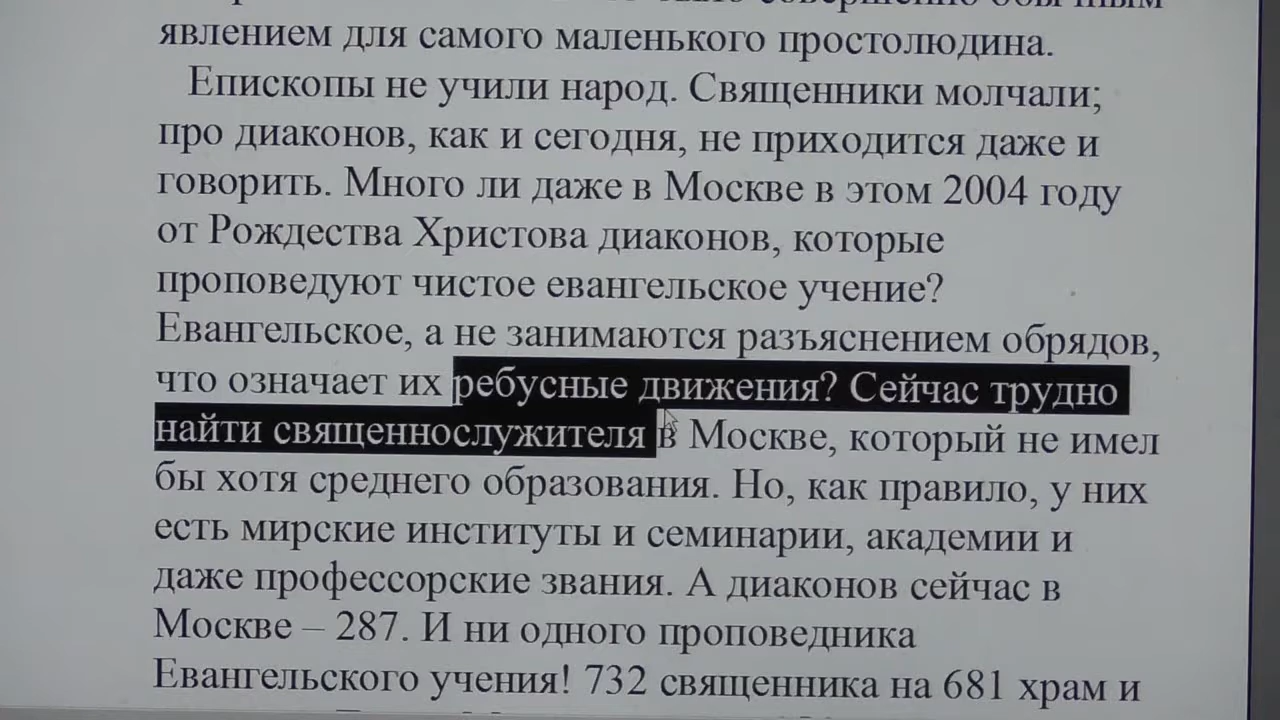 явлением для самого маленького простолюдина.
Епископы не учили народ. Священники молчали;
про диаконов, как и сегодня, не приходится даже и
говорить. Много ли даже в Москве в этом 2004 году
от Рождества Христова диаконов, которые
проповедуют чистое евангельское учение?
Евангельское, а не занимаются разъяснением обрядов,
что означает их ребусные движения? Сейчас трудно
найти священнослужителя в Москве, который не имел
бы хотя среднего образования. Но, как правило, у них
есть мирские институты и семинарии, академии и
даже профессорские звания. А диаконов сейчас в
Москве – 287. И ни одного проповедника
Евангельского учения! 732 священника на 681 храм и